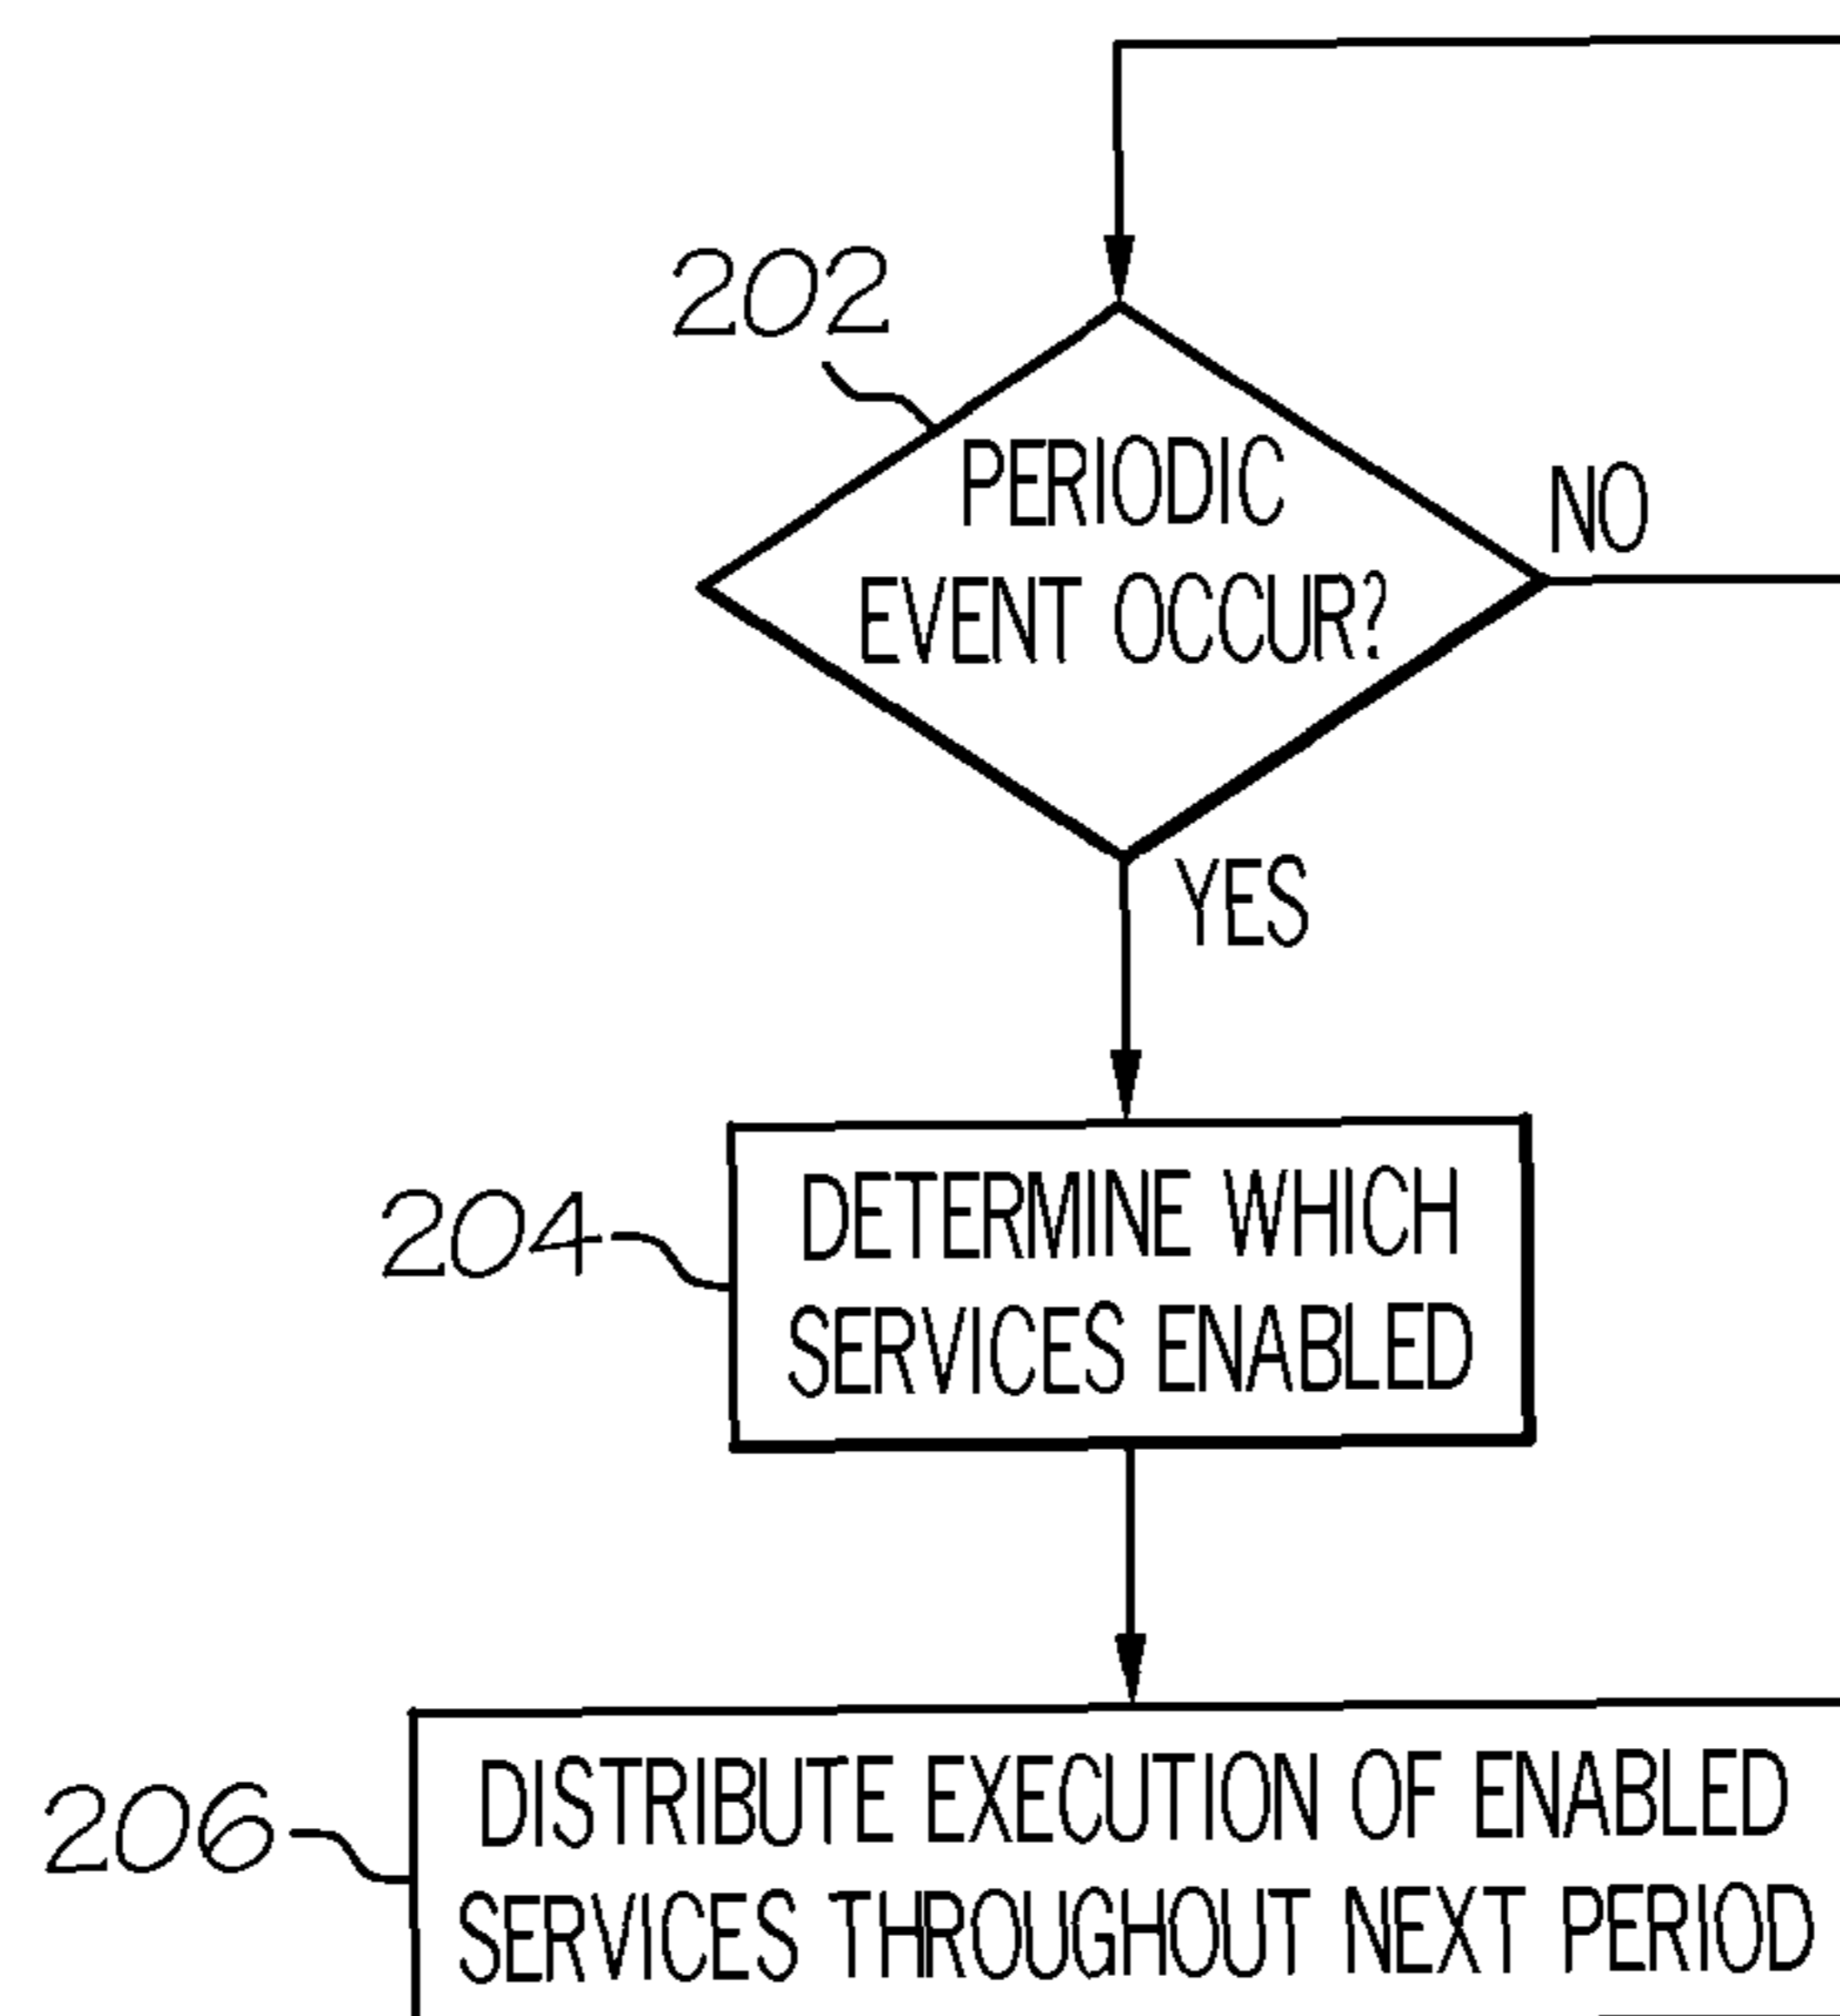 202
PERIODIC
EVENT OCCUR?
NO
YES
204
DETERMINE WHICH
SERVICES ENABLED
206
DISTRIBUTE EXECUTION OF ENABLED
SERVICES THROUGHOUT NEXT PERIOD